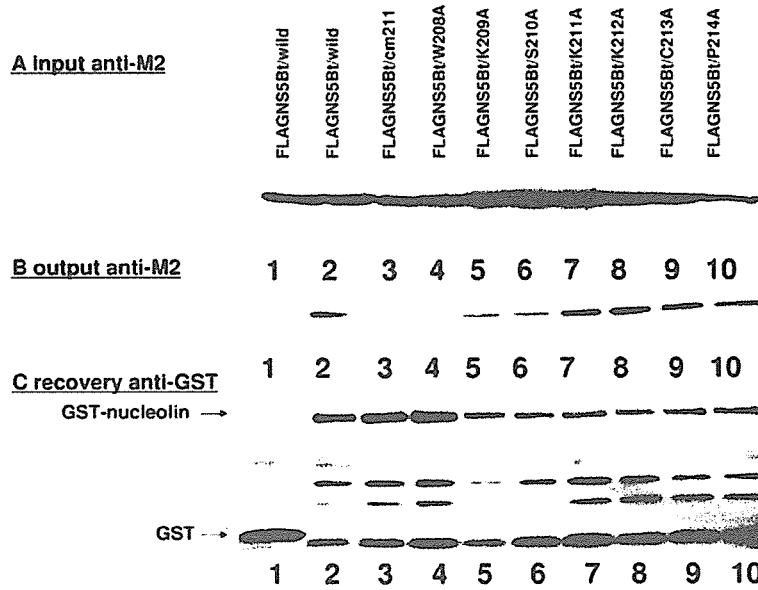 A input anti-M2
FLAGNS5Bt/wild
FLAGNS5Bt/wild
FLAGNS5Bt/cm211
FLAGNS5Bt/W208A
FLAGNS5Bt/K209A
FLAGNS5Bt/S210A
FLAGNS5Bt/K211A
FLAGNS5Bt/K212A
FLAGNS5Bt/C213A
FLAGNS5Bt/P214A
B output anti-M2 1 2 3 4 5 6 7 8 9 10
1 2 3 4 5 6 7 8 9 10
C recovery anti-GST
GST-nucleolin →
GST →
1 2 3 4 5 6 7 8 9 10